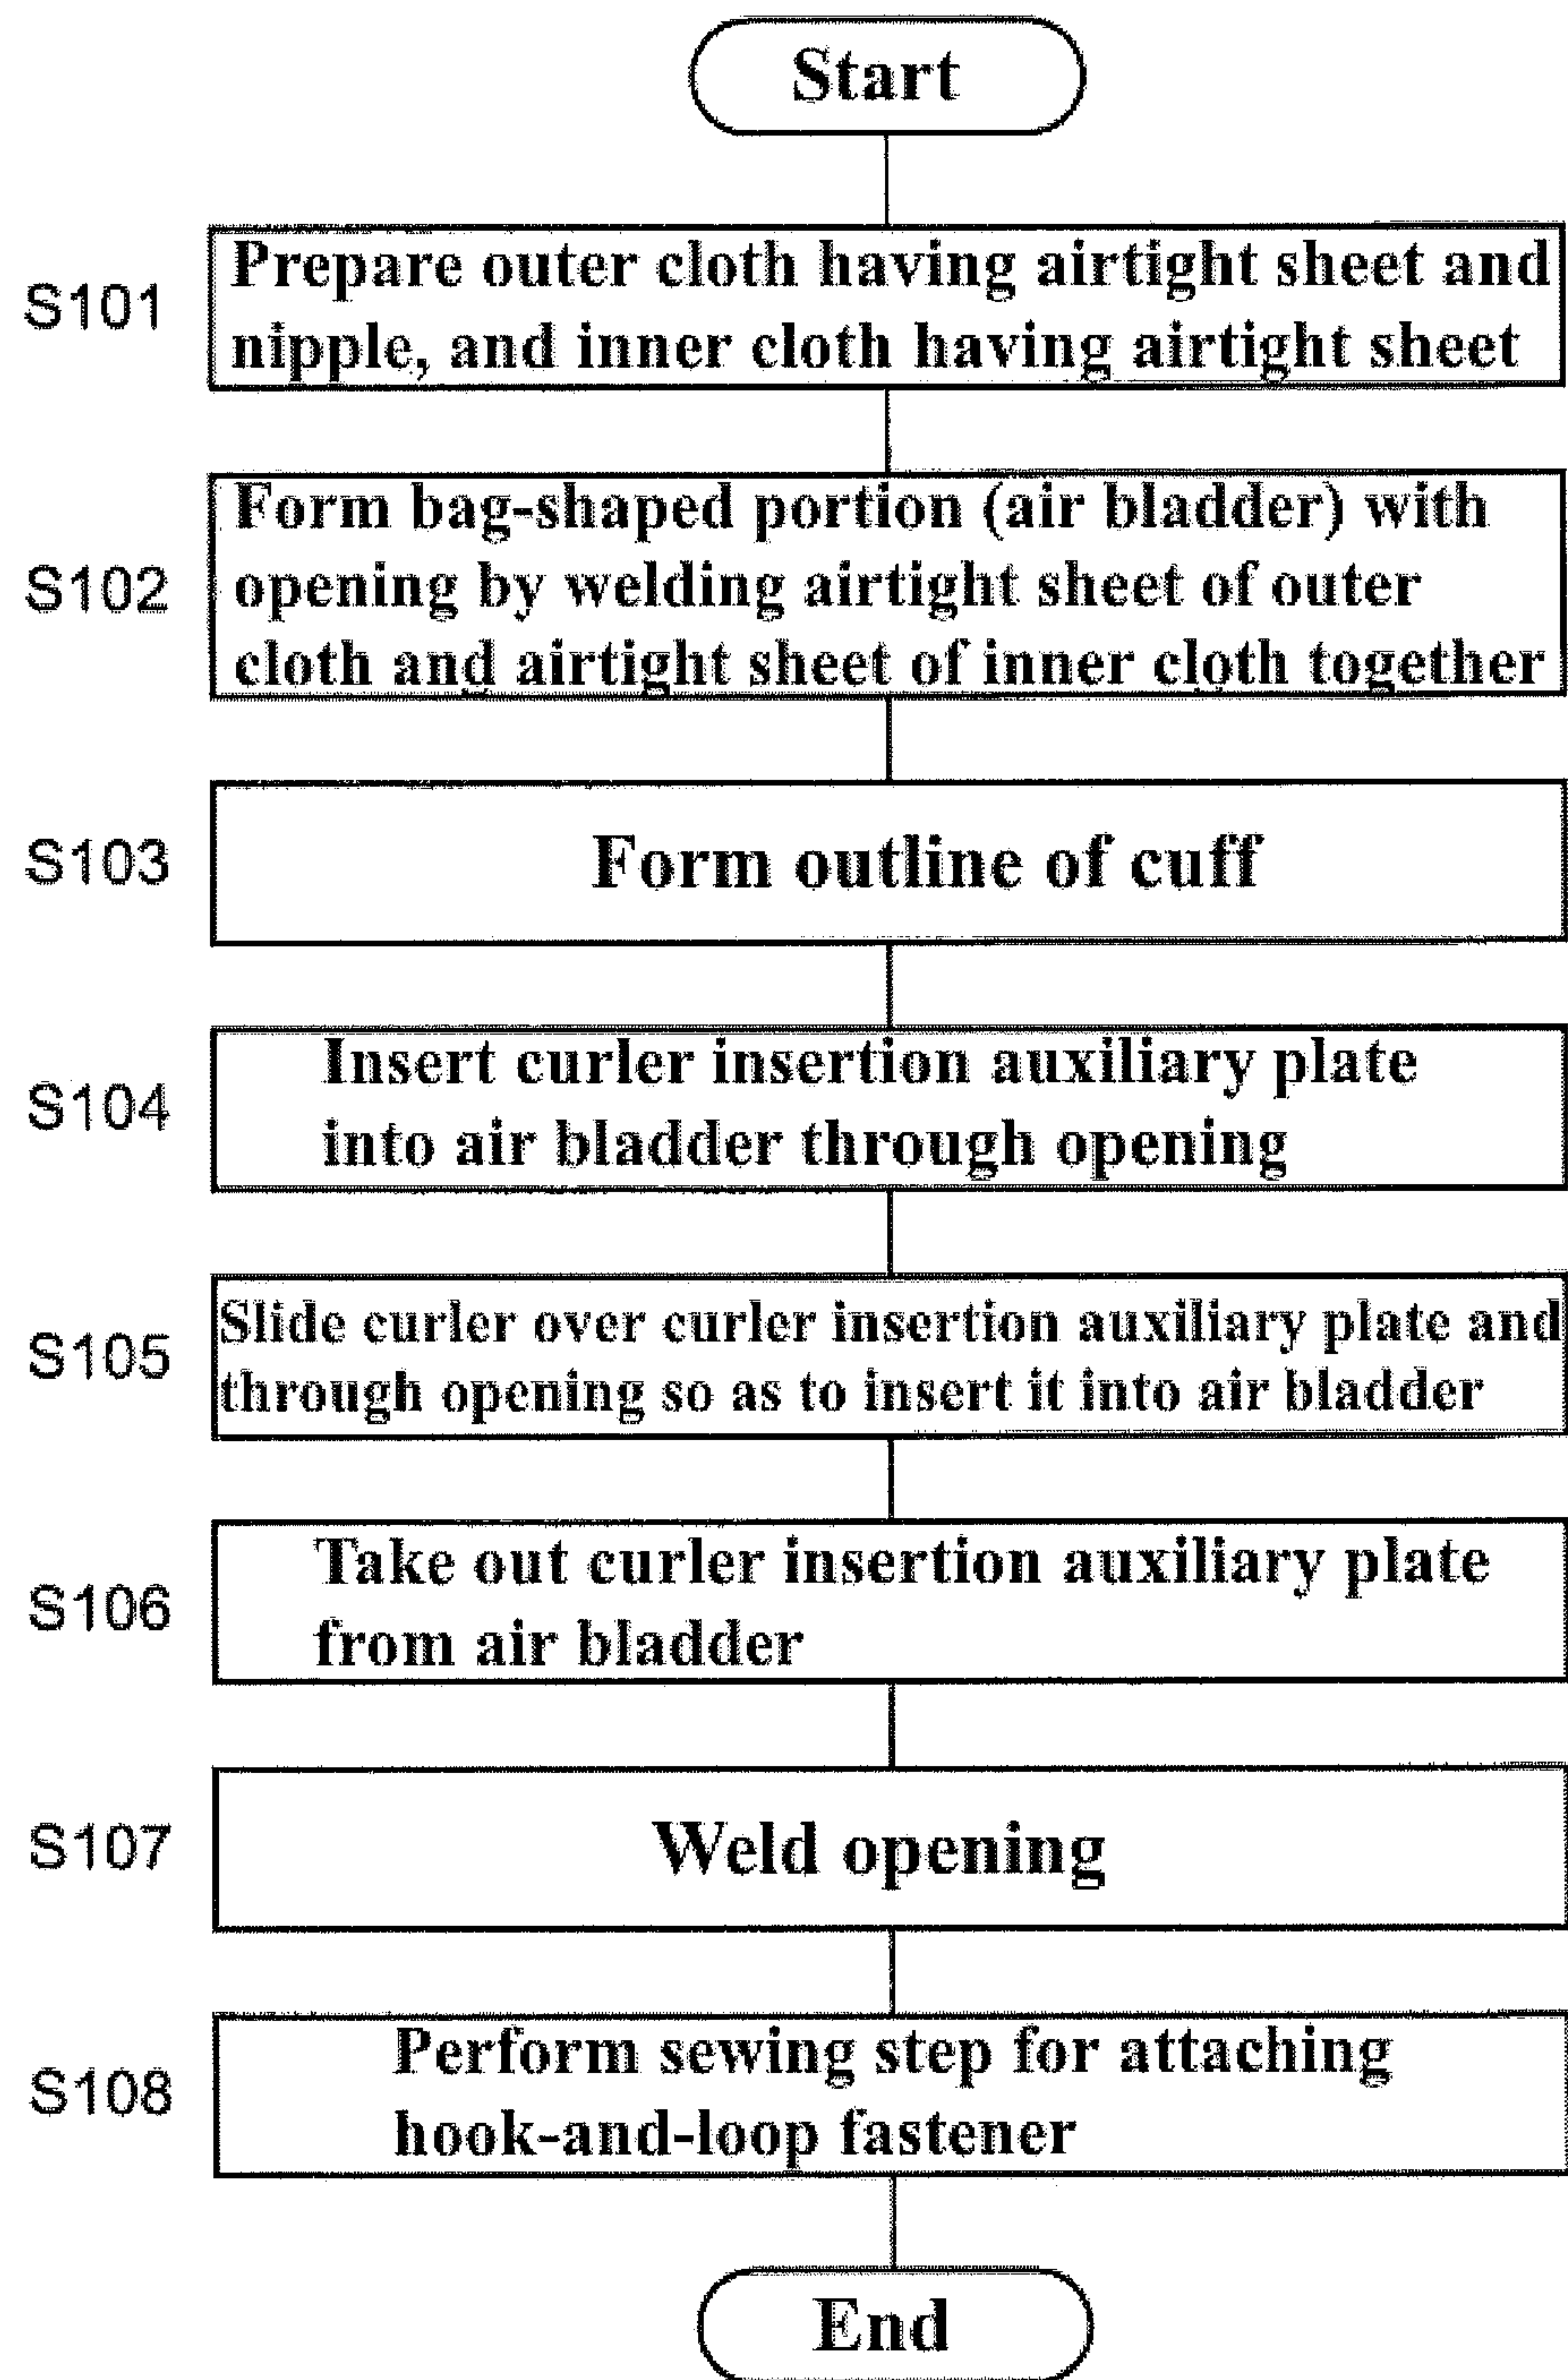 Start
S101
Prepare outer cloth having airtight sheet and
nipple, and inner cloth having airtight sheet
S102
Form bag-shaped portion (air bladder) with
opening by welding airtight sheet of outer
cloth and airtight sheet of inner cloth together
S103
Form outline of cuff
S104
Insert curler insertion auxiliary plate
into air bladder through opening
S105
Slide curler over curler insertion auxiliary plate and
through opening so as to insert it into air bladder
S106
Take out curler insertion auxiliary plate
from air bladder
S107
Weld opening
S108
Perform sewing step for attaching
hook-and-loop fastener
End